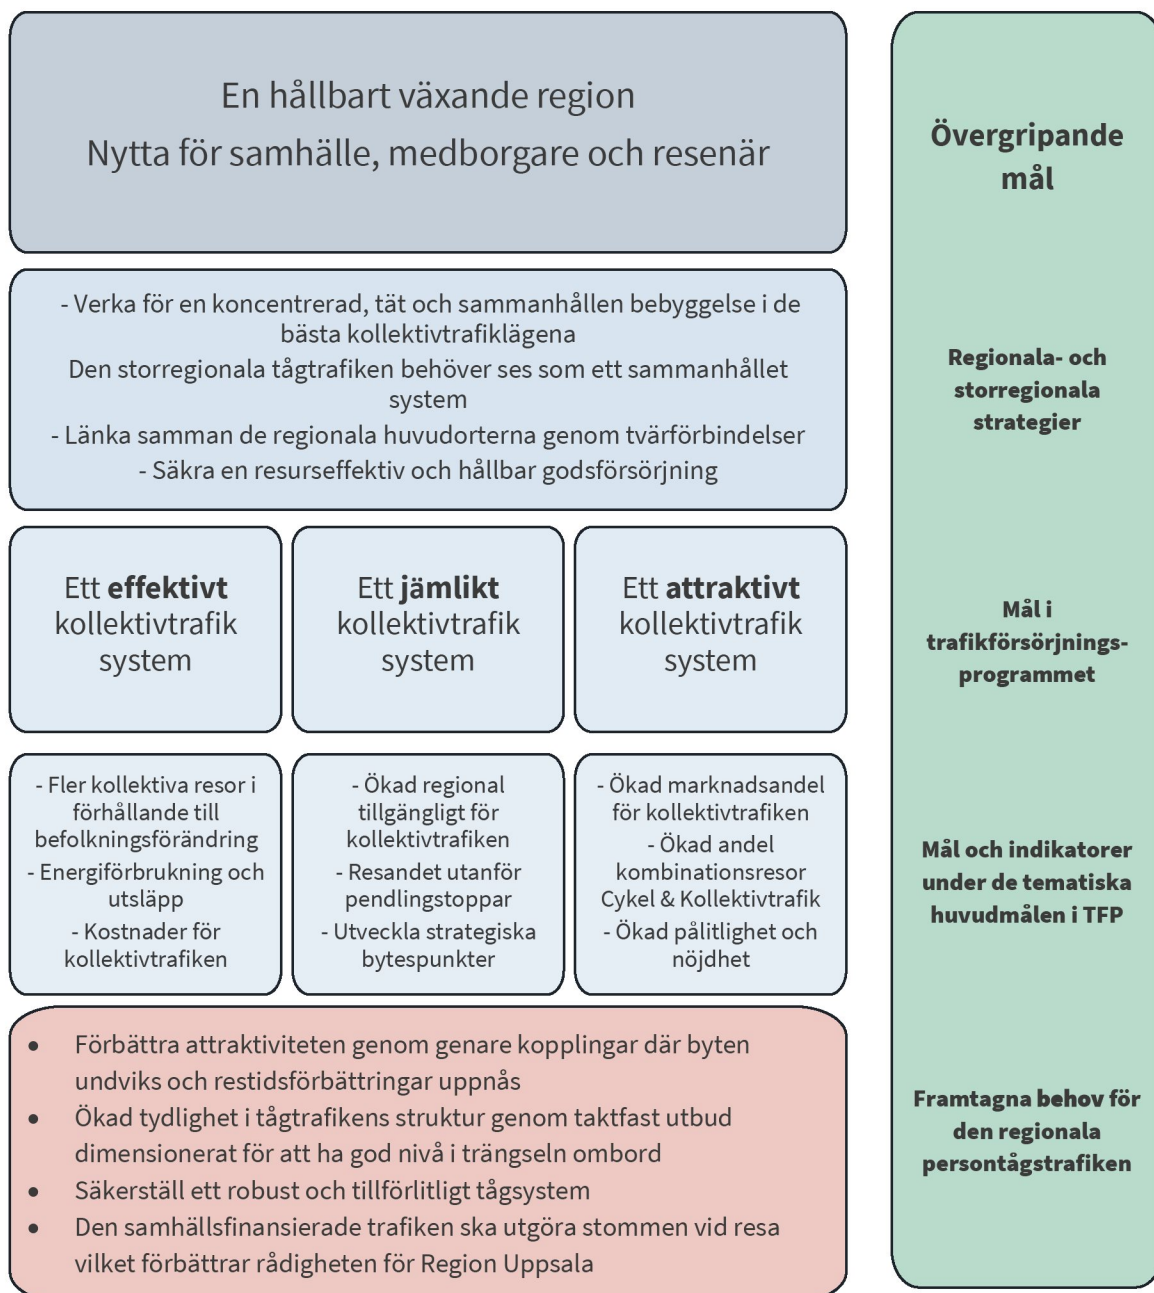 En hållbart växande region
Nytta för samhälle, medborgare och resenär
Övergripande
mål
- Verka för en koncentrerad, tät och sammanhållen bebyggelse i de
bästa kollektivtrafiklägena
Den storregionala tågtrafiken behöver ses som ett sammanhållet
system
- Länka samman de regionala huvudorterna genom tvärförbindelser
- Säkra en resurseffektiv och hållbar godsförsörjning
Regionala- och
storregionala
strategier
Ett effektivt
kollektivtrafik
system
Ett jämlikt
kollektivtrafik
system
Ett attraktivt
kollektivtrafik
system
Mål i
trafikförsörjnings-
programmet
- Fler kollektiva resor i
förhållande till
befolkningsförändring
- Energiförbrukning och
utsläpp
- Kostnader för
kollektivtrafiken
- Ökad regional
tillgängligt för
kollektivtrafiken
- Resandet utanför
pendlingstoppar
- Utveckla strategiska
bytespunkter
- Ökad marknadsandel
för kollektivtrafiken
- Ökad andel
kombinationsresor
Cykel & Kollektivtrafik
- Ökad pålitlighet och
nöjdhet
Mål och indikatorer
under de tematiska
huvudmålen i TFP
• Förbättra attraktiviteten genom genare kopplingar där byten
undviks och restidsförbättringar uppnås
• Ökad tydlighet i tågtrafikens struktur genom taktfast utbud
dimensionerat för att ha god nivå i trängseln ombord
• Säkerställ ett robust och tillförlitligt tågsystem
• Den samhällsfinansierade trafiken ska utgöra stommen vid resa
vilket förbättrar rådigheten för Region Uppsala
Framtagna behov för
den regionala
persontågstrafiken